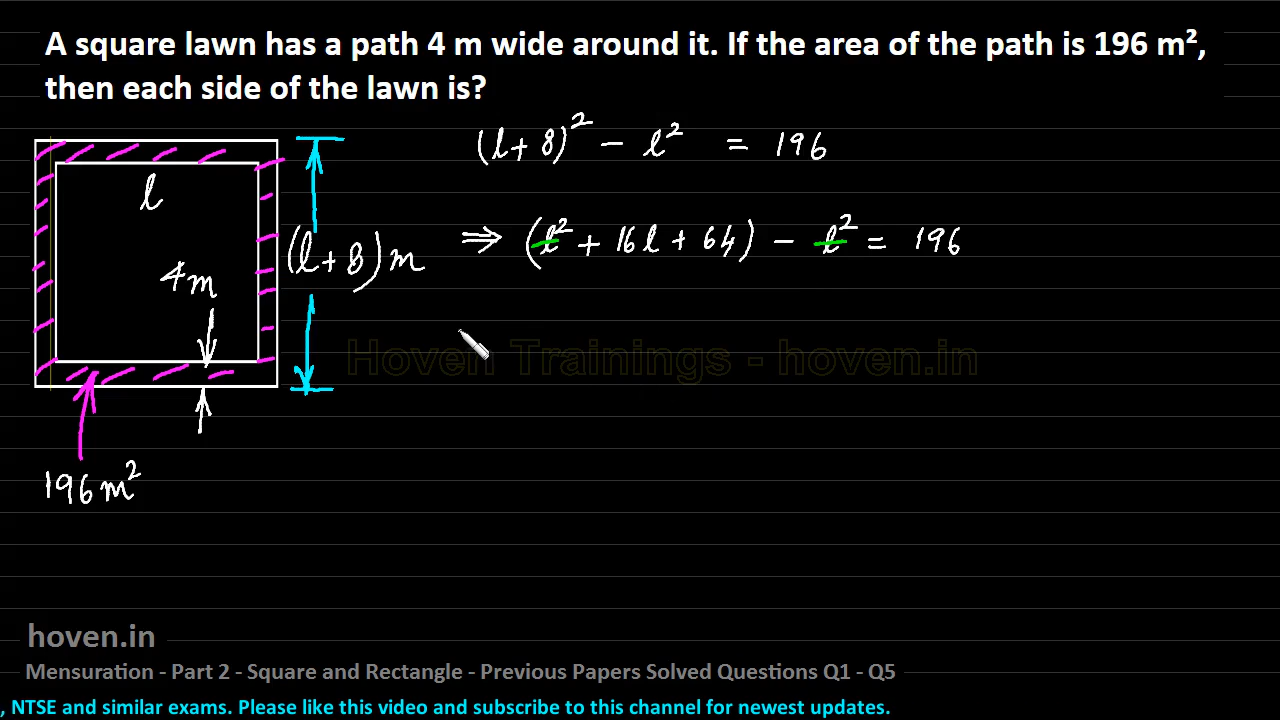 A square lawn has a path 4 m wide around it. If the area of the path is 196 m²,
then each side of the lawn is?
(l + 8)² − l² = 196
l
⇒ (l² + 16l + 64) − l² = 196
(l+8)m
4m
Hoven Trainings - hoven.in
196m²
hoven.in
Mensuration - Part 2 - Square and Rectangle - Previous Papers Solved Questions Q1 - Q5
, NTSE and similar exams. Please like this video and subscribe to this channel for newest updates.